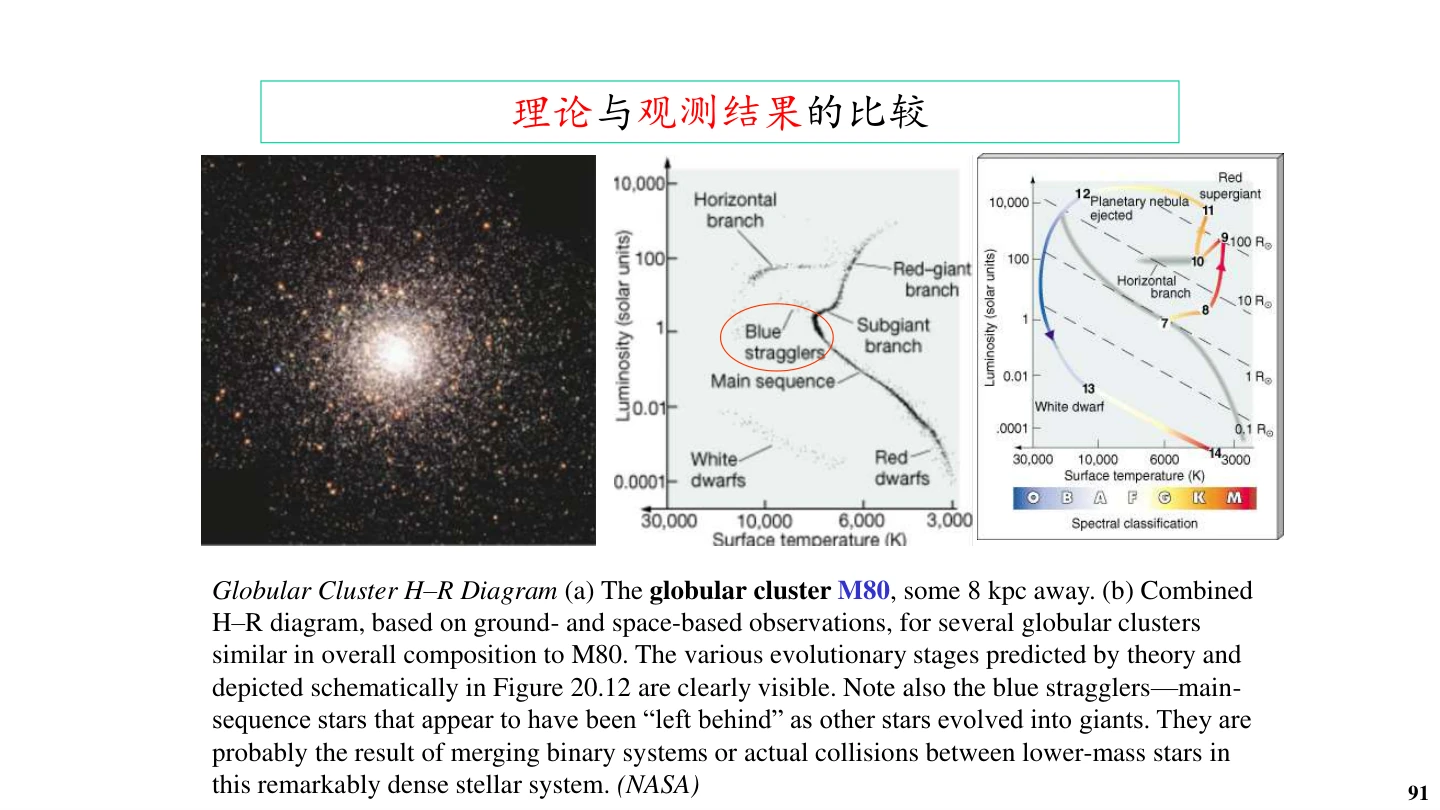 理论与观测结果的比较
10,000
100
1
0.01
0.0001
Luminosity (solar units)
Horizontal
branch
Red–giant
branch
Blue
stragglers
Subgiant
branch
Main sequence
White
dwarfs
Red
dwarfs
30,000 10,000 6,000 3,000
Surface temperature (K)
10,000
100
1
0.01
.0001
Luminosity (solar units)
Red
supergiant
12
Planetary nebula
ejected
11
9
100 R⊙
10
Horizontal
branch
10 R⊙
8
7
1 R⊙
13
White dwarf
0.1 R⊙
14
30,000 10,000 6000 3000
Surface temperature (K)
O B A F G K M
Spectral classification
Globular Cluster H–R Diagram (a) The globular cluster M80, some 8 kpc away. (b) Combined
H–R diagram, based on ground- and space-based observations, for several globular clusters
similar in overall composition to M80. The various evolutionary stages predicted by theory and
depicted schematically in Figure 20.12 are clearly visible. Note also the blue stragglers—main-
sequence stars that appear to have been “left behind” as other stars evolved into giants. They are
probably the result of merging binary systems or actual collisions between lower-mass stars in
this remarkably dense stellar system. (NASA)
91